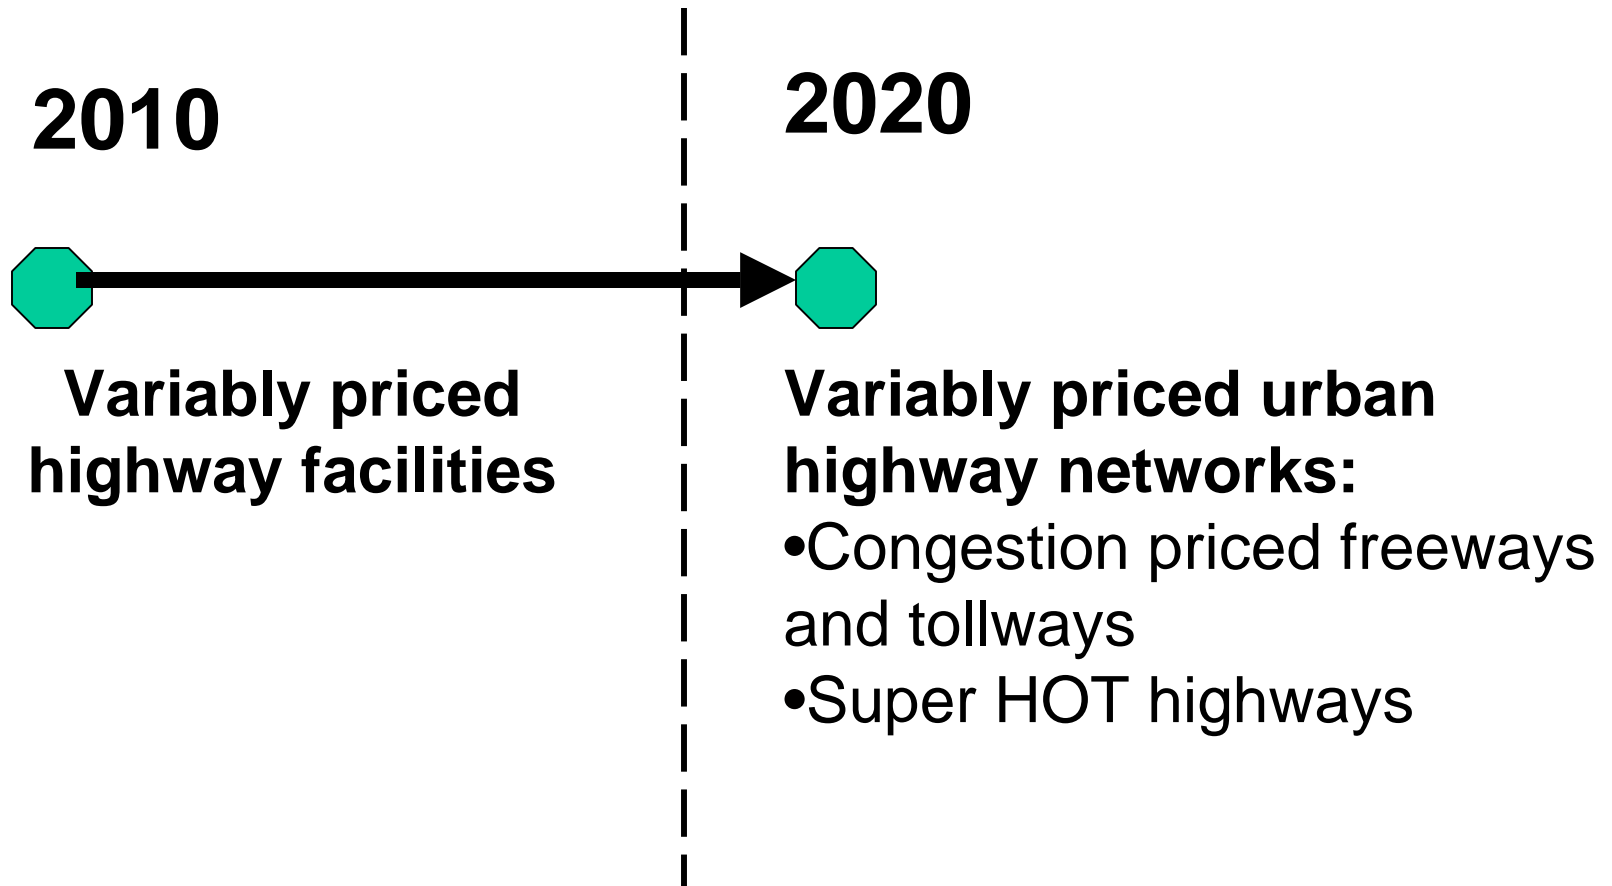 2010
Variably priced
highway facilities
2020
Variably priced urban
highway networks:
•Congestion priced freeways
and tollways
•Super HOT highways